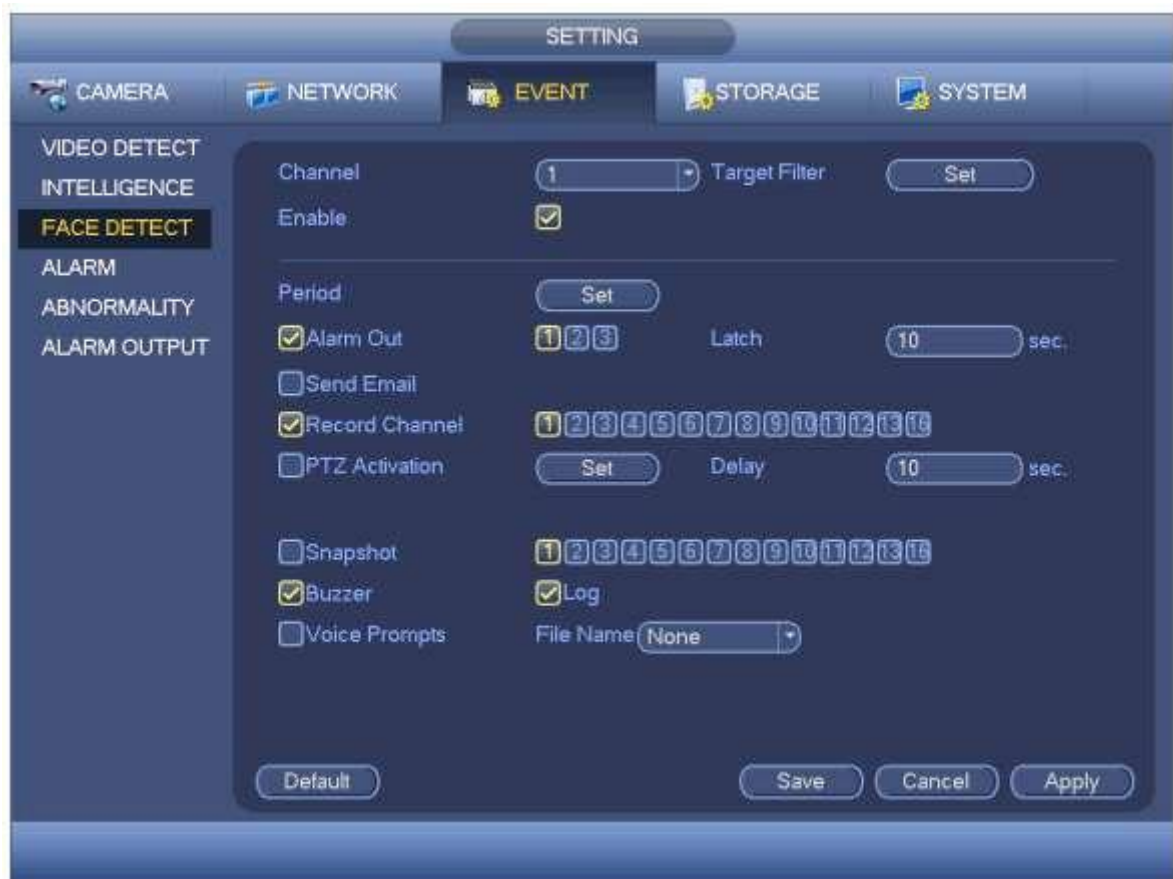 SETTING
CAMERA NETWORK EVENT STORAGE SYSTEM
VIDEO DETECT
INTELLIGENCE
FACE DETECT
ALARM
ABNORMALITY
ALARM OUTPUT
Channel 1 Target Filter Set
Enable
Period Set
Alarm Out 1 2 3 Latch 10 sec.
Send Email
Record Channel 1 2 3 4 5 6 7 8 9 10 11 12 13 16
PTZ Activation Set Delay 10 sec.
Snapshot 1 2 3 4 5 6 7 8 9 10 11 12 13 16
Buzzer Log
Voice Prompts File Name None
Default Save Cancel Apply